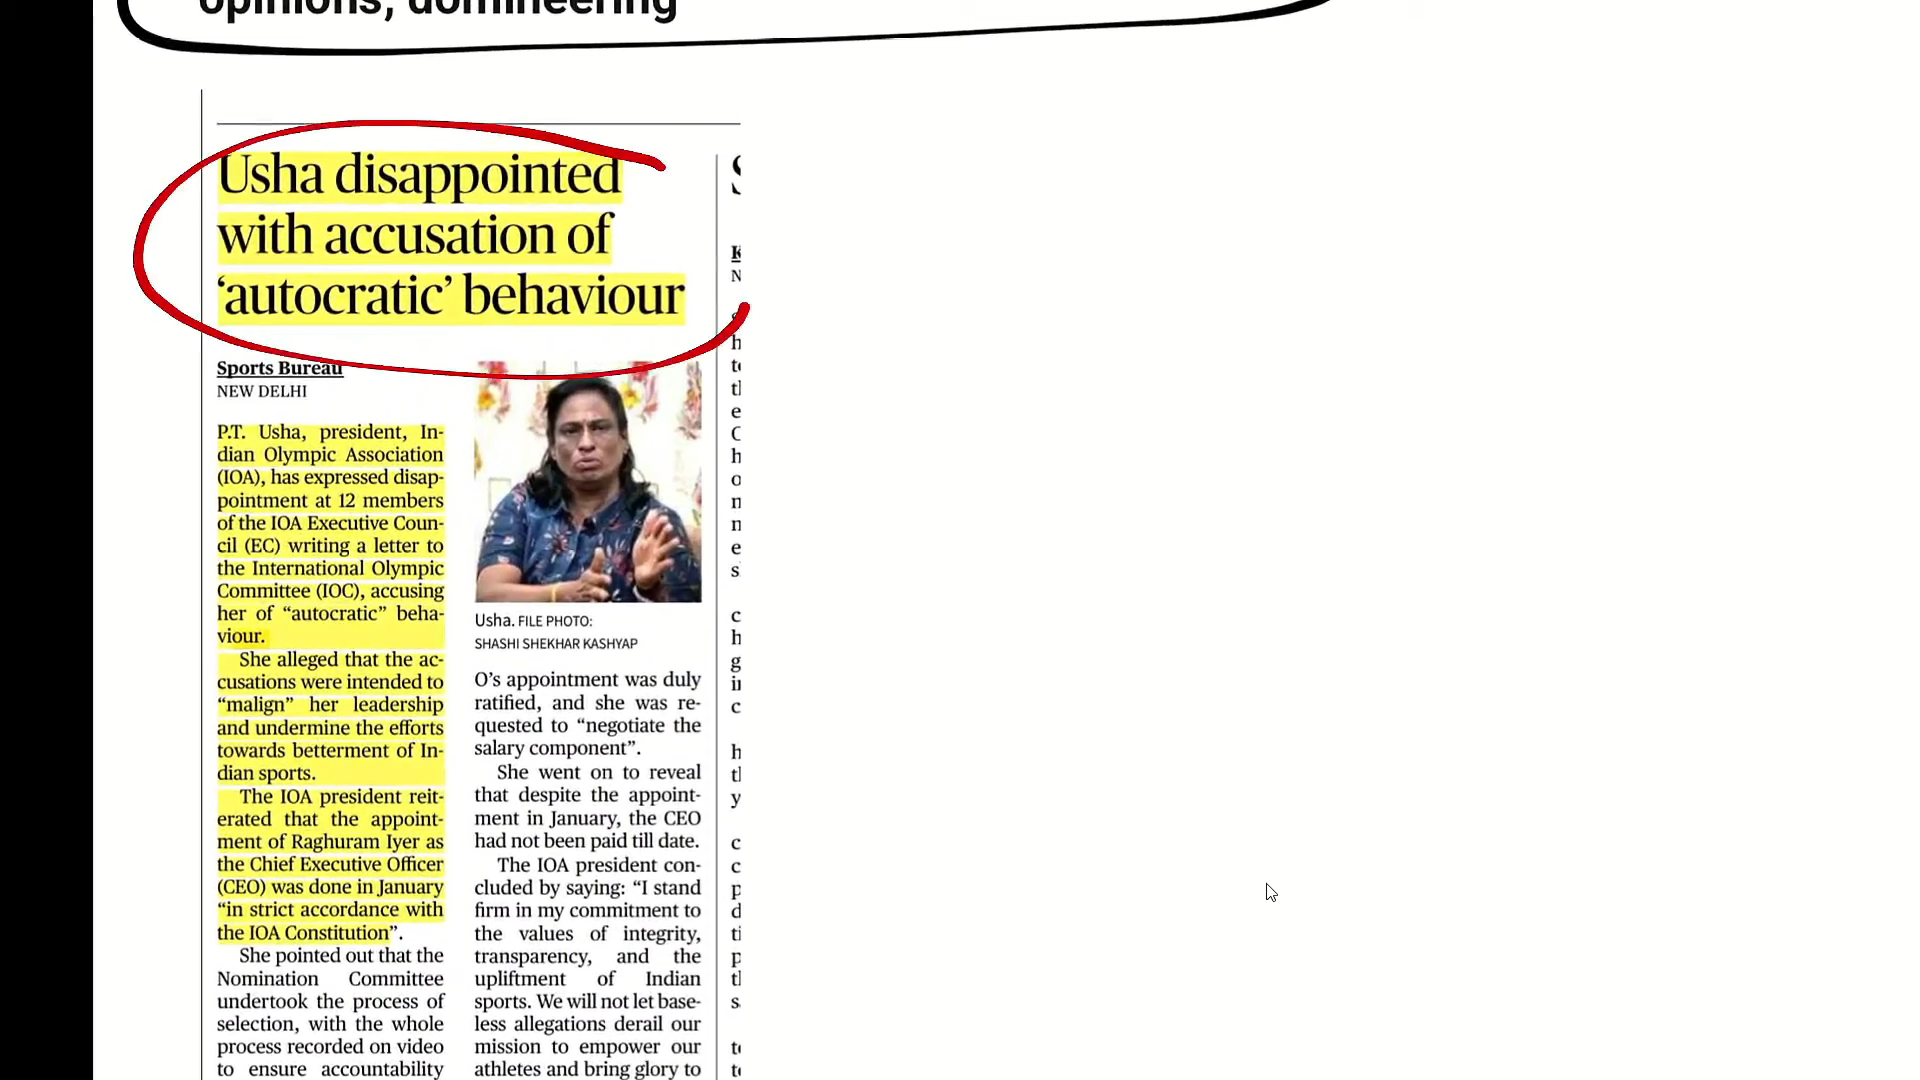 opinions, domineering
Usha disappointed
with accusation of
‘autocratic’ behaviour
Sports Bureau
NEW DELHI
P.T. Usha, president, In-
dian Olympic Association
(IOA), has expressed disap-
pointment at 12 members
of the IOA Executive Coun-
cil (EC) writing a letter to
the International Olympic
Committee (IOC), accusing
her of “autocratic” beha-
viour.
She alleged that the ac-
cusations were intended to
“malign” her leadership
and undermine the efforts
towards betterment of In-
dian sports.
The IOA president reit-
erated that the appoint-
ment of Raghuram Iyer as
the Chief Executive Officer
(CEO) was done in January
“in strict accordance with
the IOA Constitution”.
She pointed out that the
Nomination Committee
undertook the process of
selection, with the whole
process recorded on video
to ensure accountability
Usha. FILE PHOTO:
SHASHI SHEKHAR KASHYAP
O’s appointment was duly
ratified, and she was re-
quested to “negotiate the
salary component”.
She went on to reveal
that despite the appoint-
ment in January, the CEO
had not been paid till date.
The IOA president con-
cluded by saying: “I stand
firm in my commitment to
the values of integrity,
transparency, and the
upliftment of Indian
sports. We will not let base-
less allegations derail our
mission to empower our
athletes and bring glory to